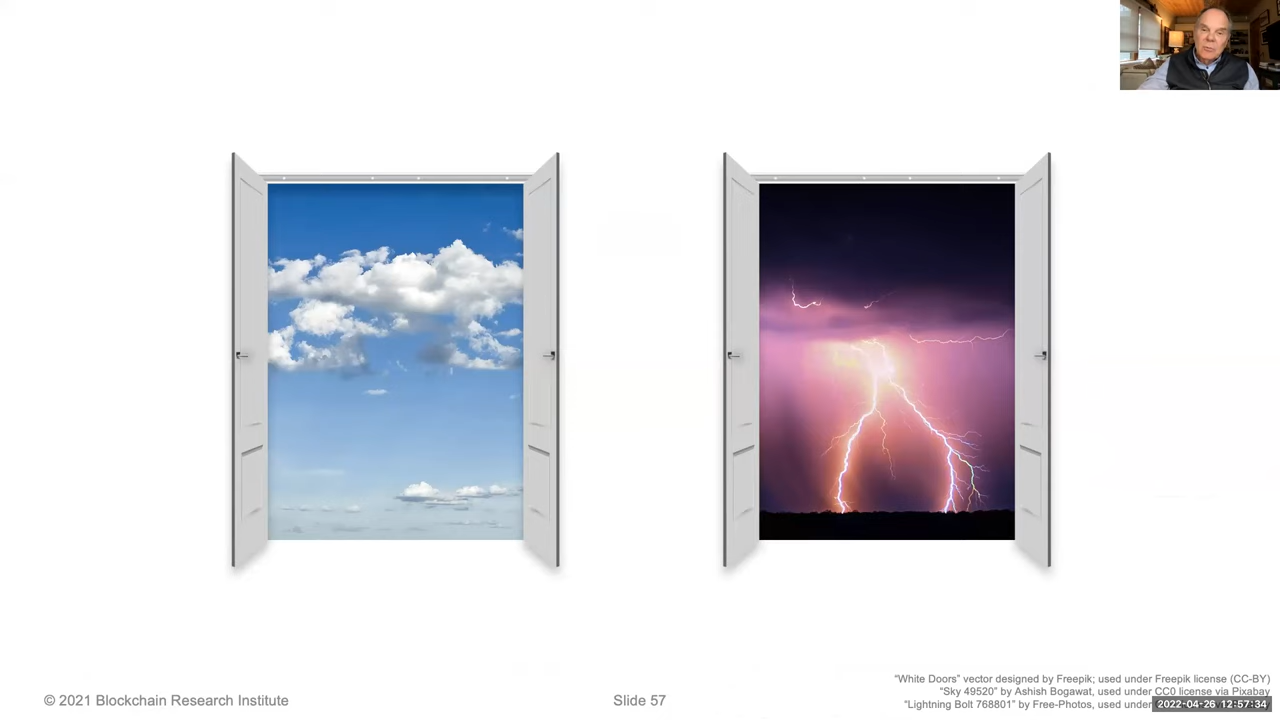 © 2021 Blockchain Research Institute
Slide 57
“White Doors” vector designed by Freepik; used under Freepik license (CC-BY)
“Sky 49520” by Ashish Bogawat, used under CC0 license via Pixabay
“Lightning Bolt 768801” by Free-Photos, used under
2022-04-26 12:57:34